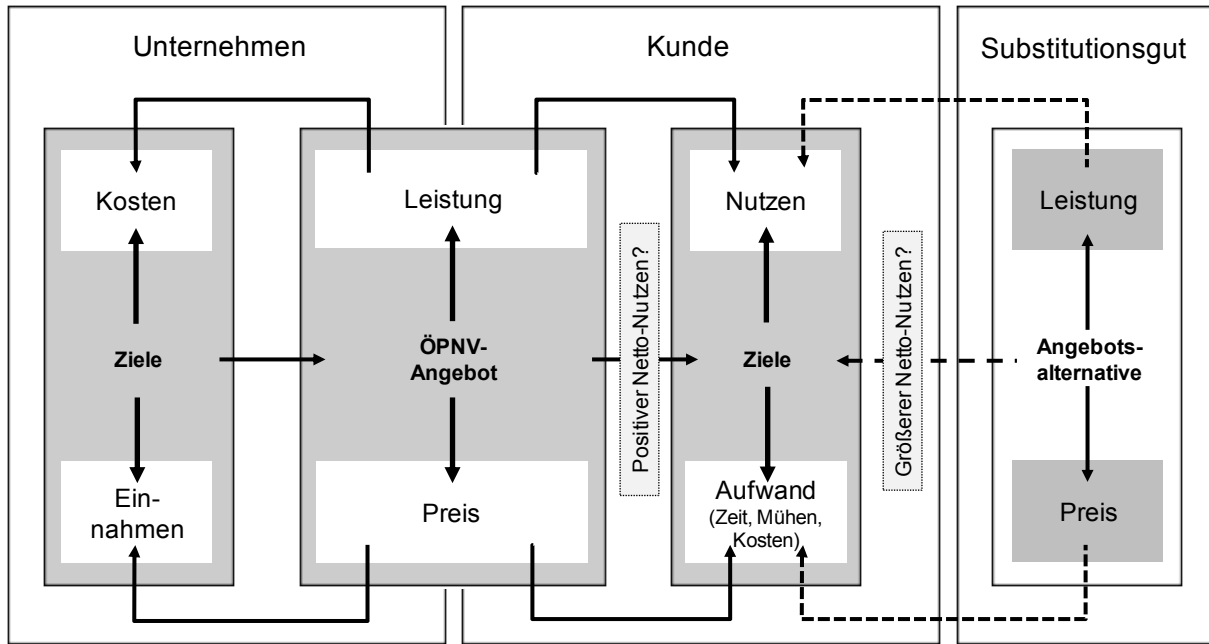 Unternehmen
Kunde
Substitutionsgut
Kosten
Ziele
Ein-
nahmen
Leistung
ÖPNV-
Angebot
Preis
Positiver Netto-Nutzen?
Nutzen
Ziele
Aufwand
(Zeit, Mühen,
Kosten)
Größerer Netto-Nutzen?
Leistung
Angebots-
alternative
Preis